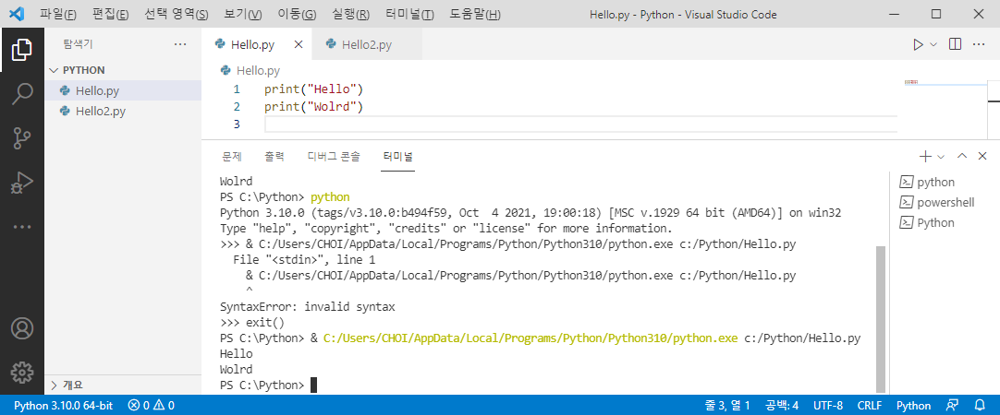 파일(F) 편집(E) 선택 영역(S) 보기(V) 이동(G) 실행(R) 터미널(T) 도움말(H) Hello.py - Python - Visual Studio Code
탐색기
PYTHON
Hello.py
Hello2.py
개요
Hello.py Hello2.py
Hello.py
1 print("Hello")
2 print("Wolrd")
3
문제 출력 디버그 콘솔 터미널
Wolrd
PS C:\Python> python
Python 3.10.0 (tags/v3.10.0:b494f59, Oct  4 2021, 19:00:18) [MSC v.1929 64 bit (AMD64)] on win32
Type "help", "copyright", "credits" or "license" for more information.
>>> & C:/Users/CHOI/AppData/Local/Programs/Python/Python310/python.exe c:/Python/Hello.py
  File "<stdin>", line 1
    & C:/Users/CHOI/AppData/Local/Programs/Python/Python310/python.exe c:/Python/Hello.py
    ^
SyntaxError: invalid syntax
>>> exit()
PS C:\Python> & C:/Users/CHOI/AppData/Local/Programs/Python/Python310/python.exe c:/Python/Hello.py
Hello
Wolrd
PS C:\Python>
python
powershell
Python
Python 3.10.0 64-bit 0 0 줄 3, 열 1 공백: 4 UTF-8 CRLF Python